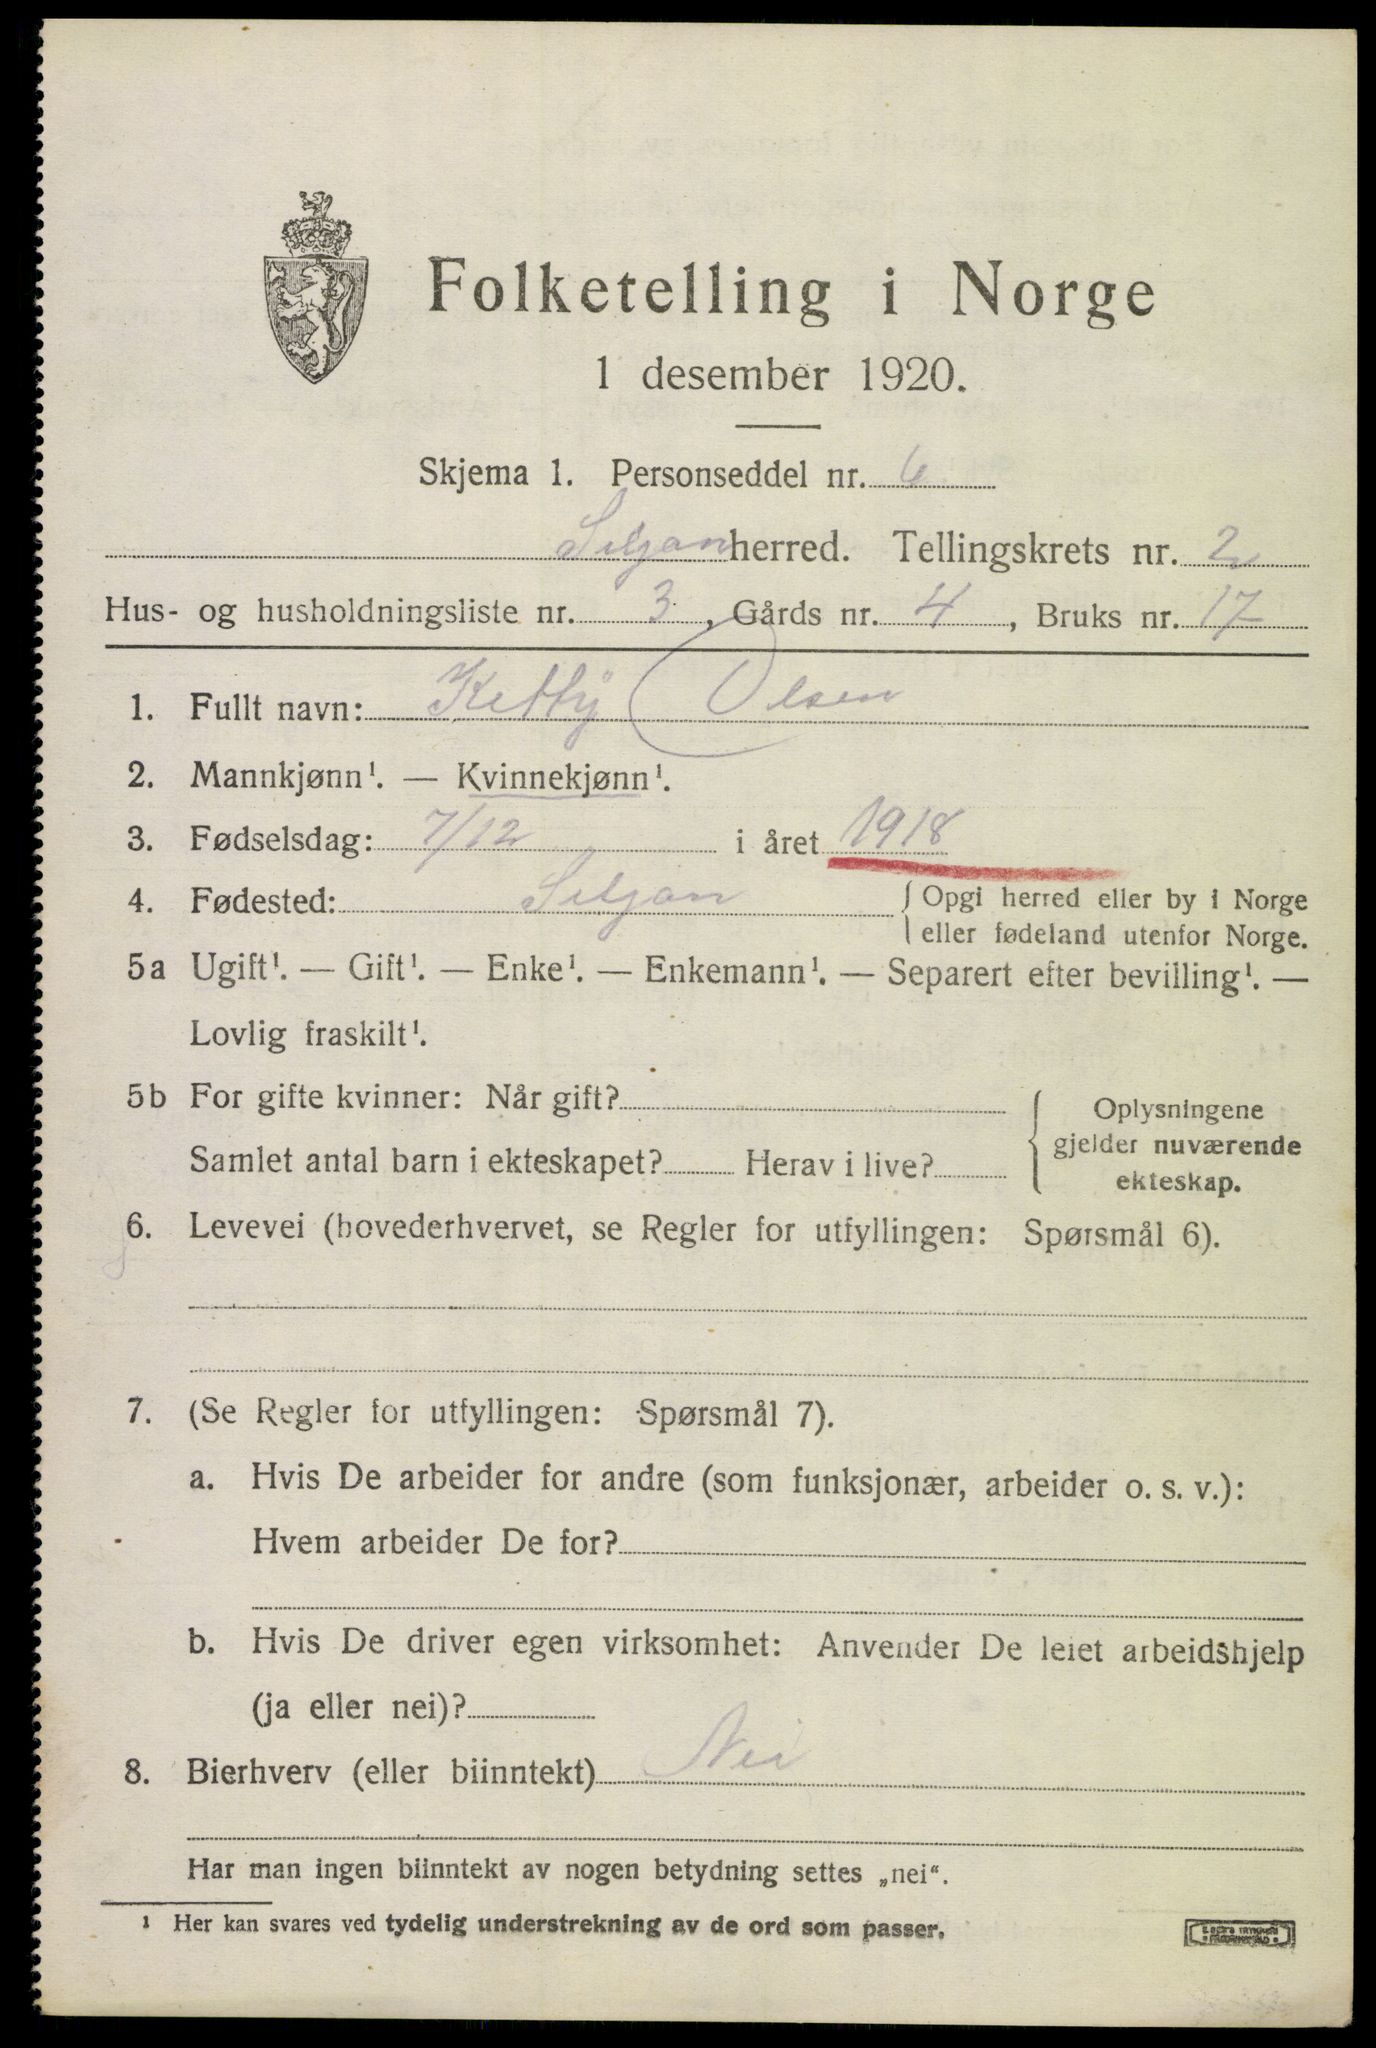 Folketelling i Norge
1 desember 1920.
Skjema 1. Personseddel nr. 6
Siljan herred. Tellingskrets nr. 2
Hus- og husholdningsliste nr. 3, Gårds nr. 4, Bruks nr. 17
1. Fullt navn: Ketty Olsen
2. Mannkjønn¹. — Kvinnekjønn¹.
3. Fødselsdag: 7/12 i året 1918
4. Fødested: Siljan { Opgi herred eller by i Norge
eller fødeland utenfor Norge.
5a Ugift¹. — Gift¹. — Enke¹. — Enkemann¹. — Separert efter bevilling¹. —
Lovlig fraskilt¹.
5b For gifte kvinner: Når gift?
Samlet antal barn i ekteskapet? Herav i live?
{ Oplysningene
gjelder nuværende
ekteskap.
6. Levevei (hovederhvervet, se Regler for utfyllingen: Spørsmål 6).
7. (Se Regler for utfyllingen: Spørsmål 7).
a. Hvis De arbeider for andre (som funksjonær, arbeider o. s. v.):
Hvem arbeider De for?
b. Hvis De driver egen virksomhet: Anvender De leiet arbeidshjelp
(ja eller nei)?
8. Bierhverv (eller biinntekt) Nei
Har man ingen biinntekt av nogen betydning settes „nei“.
¹ Her kan svares ved tydelig understrekning av de ord som passer.